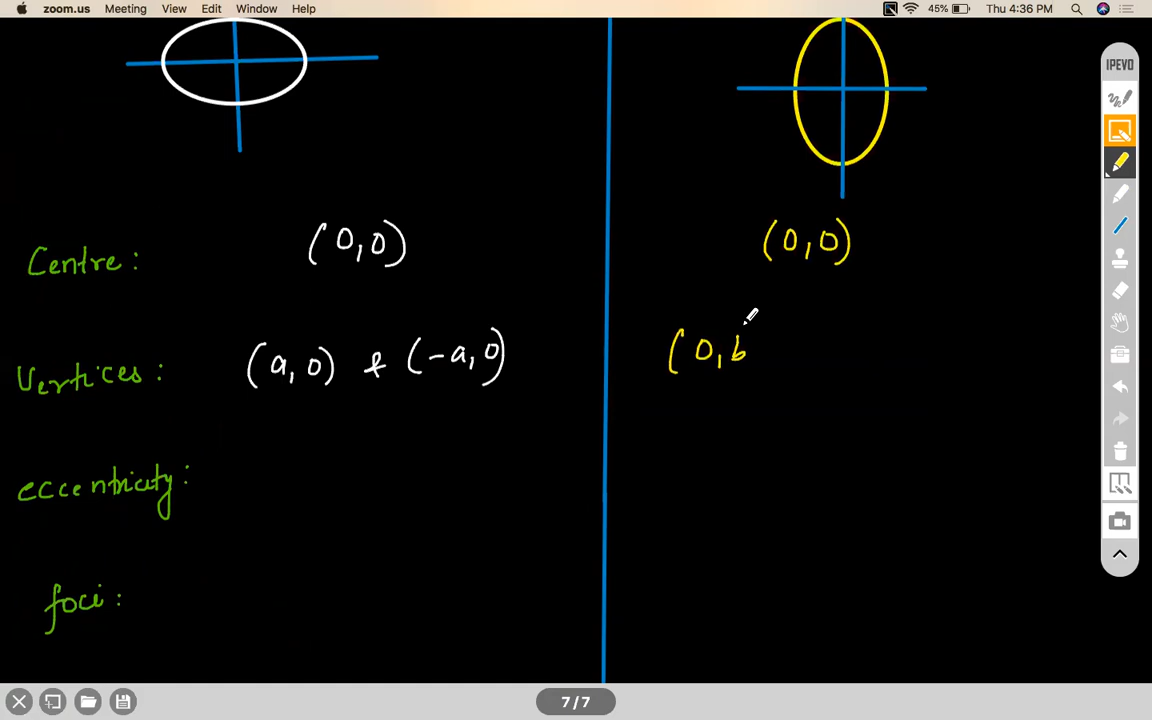 zoom.us Meeting View Edit Window Help 45% Thu 4:36 PM
IPEVO
Centre: (0,0) (0,0)
Vertices: (a,0) & (-a,0) (0,b
eccentricity:
foci:
7/7